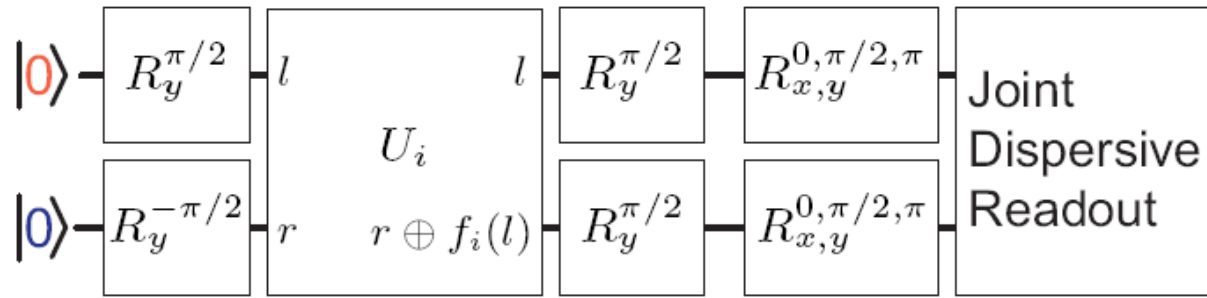 |0⟩ R_y^{π/2} l l R_y^{π/2} R_{x,y}^{0,π/2,π}
U_i
|0⟩ R_y^{-π/2} r r ⊕ f_i(l) R_y^{π/2} R_{x,y}^{0,π/2,π}
Joint
Dispersive
Readout